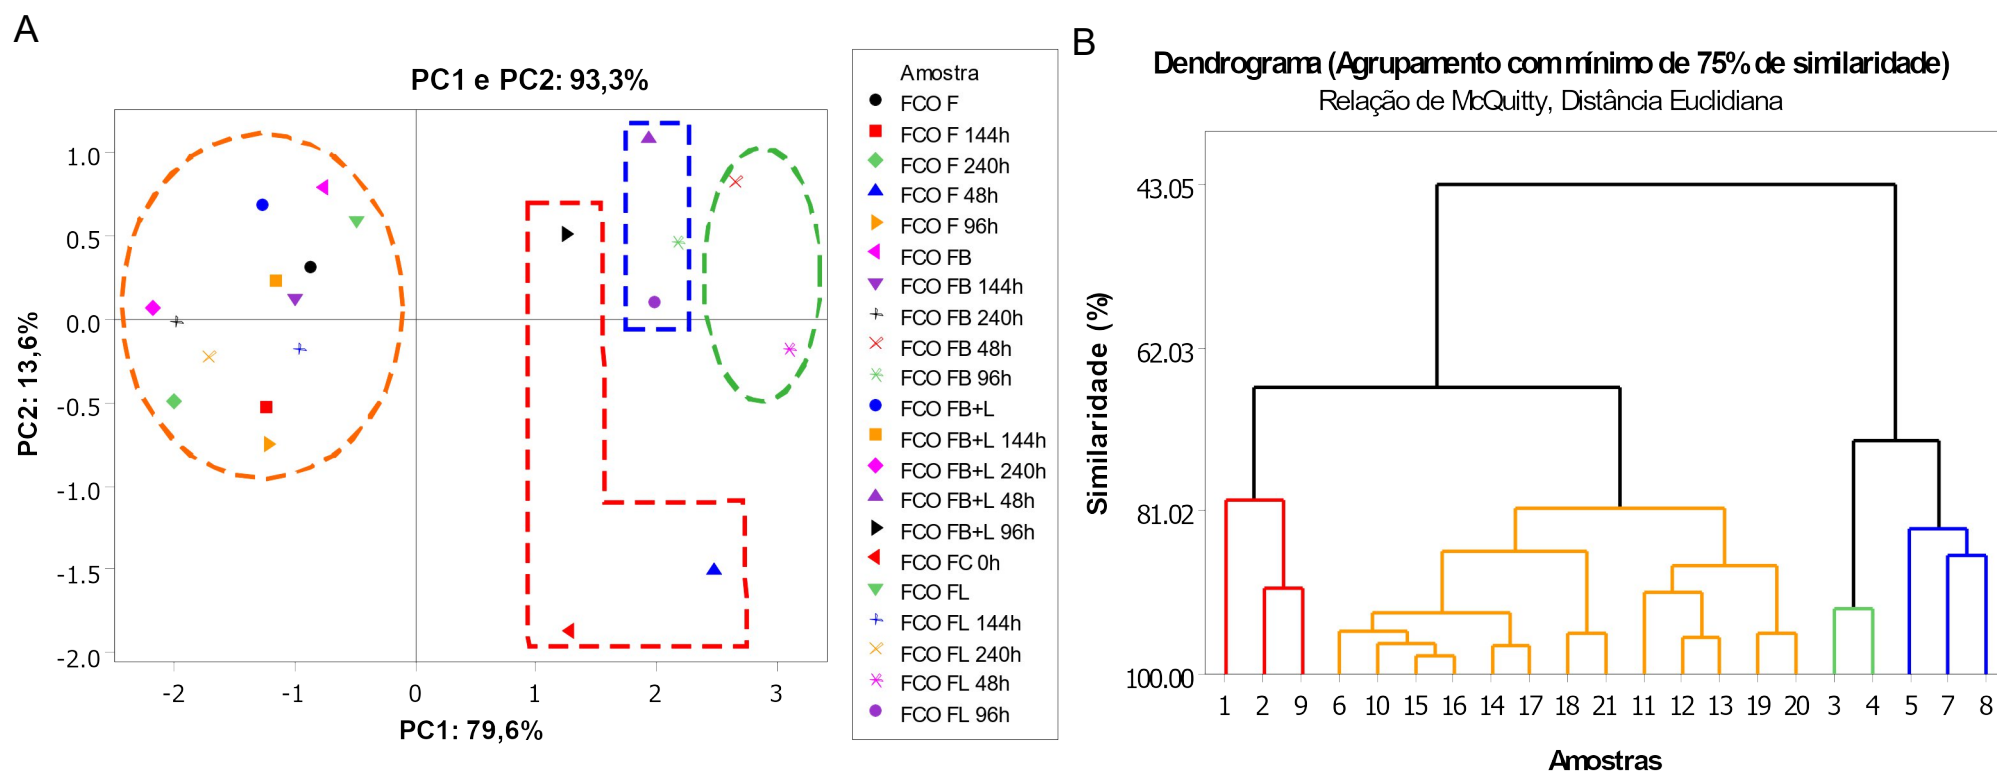 A
PC1 e PC2: 93,3%
1.0
0.5
0.0
-0.5
-1.0
-1.5
-2.0
PC2: 13,6%
-2 -1 0 1 2 3
PC1: 79,6%
Amostra
FCO F
FCO F 144h
FCO F 240h
FCO F 48h
FCO F 96h
FCO FB
FCO FB 144h
FCO FB 240h
FCO FB 48h
FCO FB 96h
FCO FB+L
FCO FB+L 144h
FCO FB+L 240h
FCO FB+L 48h
FCO FB+L 96h
FCO FC 0h
FCO FL
FCO FL 144h
FCO FL 240h
FCO FL 48h
FCO FL 96h
B
Dendrograma (Agrupamento com mínimo de 75% de similaridade)
Relação de McQuitty, Distância Euclidiana
43.05
62.03
81.02
100.00
Similaridade (%)
1 2 9 6 10 15 16 14 17 18 21 11 12 13 19 20 3 4 5 7 8
Amostras